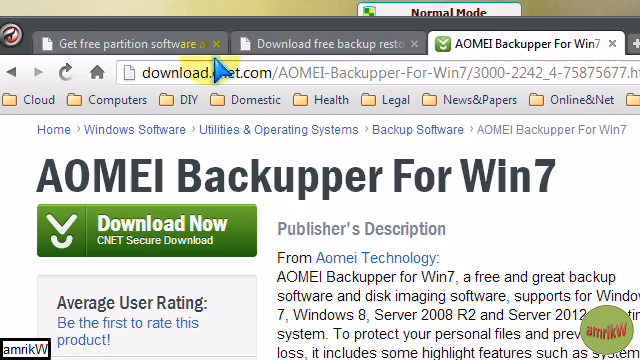 Normal Mode
Get free partition software a
Download free backup resto
AOMEI Backupper For Win7
download.cnet.com/AOMEI-Backupper-For-Win7/3000-2242_4-75875677.h
Cloud Computers DIY Domestic Health Legal News&Papers Online&Net
Home › Windows Software › Utilities & Operating Systems › Backup Software › AOMEI Backupper For Win7
AOMEI Backupper For Win7
Download Now
CNET Secure Download
Average User Rating:
Be the first to rate this
product!
Publisher's Description
From Aomei Technology:
AOMEI Backupper for Win7, a free and great backup
software and disk imaging software, supports for Windo
7, Windows 8, Server 2008 R2 and Server 2012
system. To protect your personal files and prev
loss, it includes some highlight features such as system
amrikW
amrikW